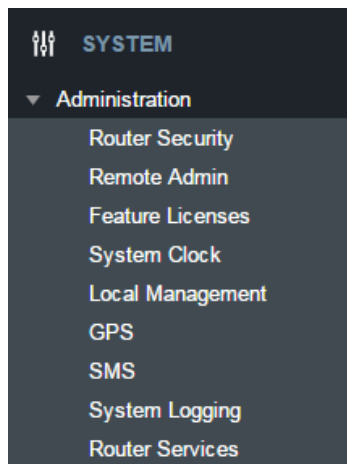 SYSTEM
Administration
Router Security
Remote Admin
Feature Licenses
System Clock
Local Management
GPS
SMS
System Logging
Router Services